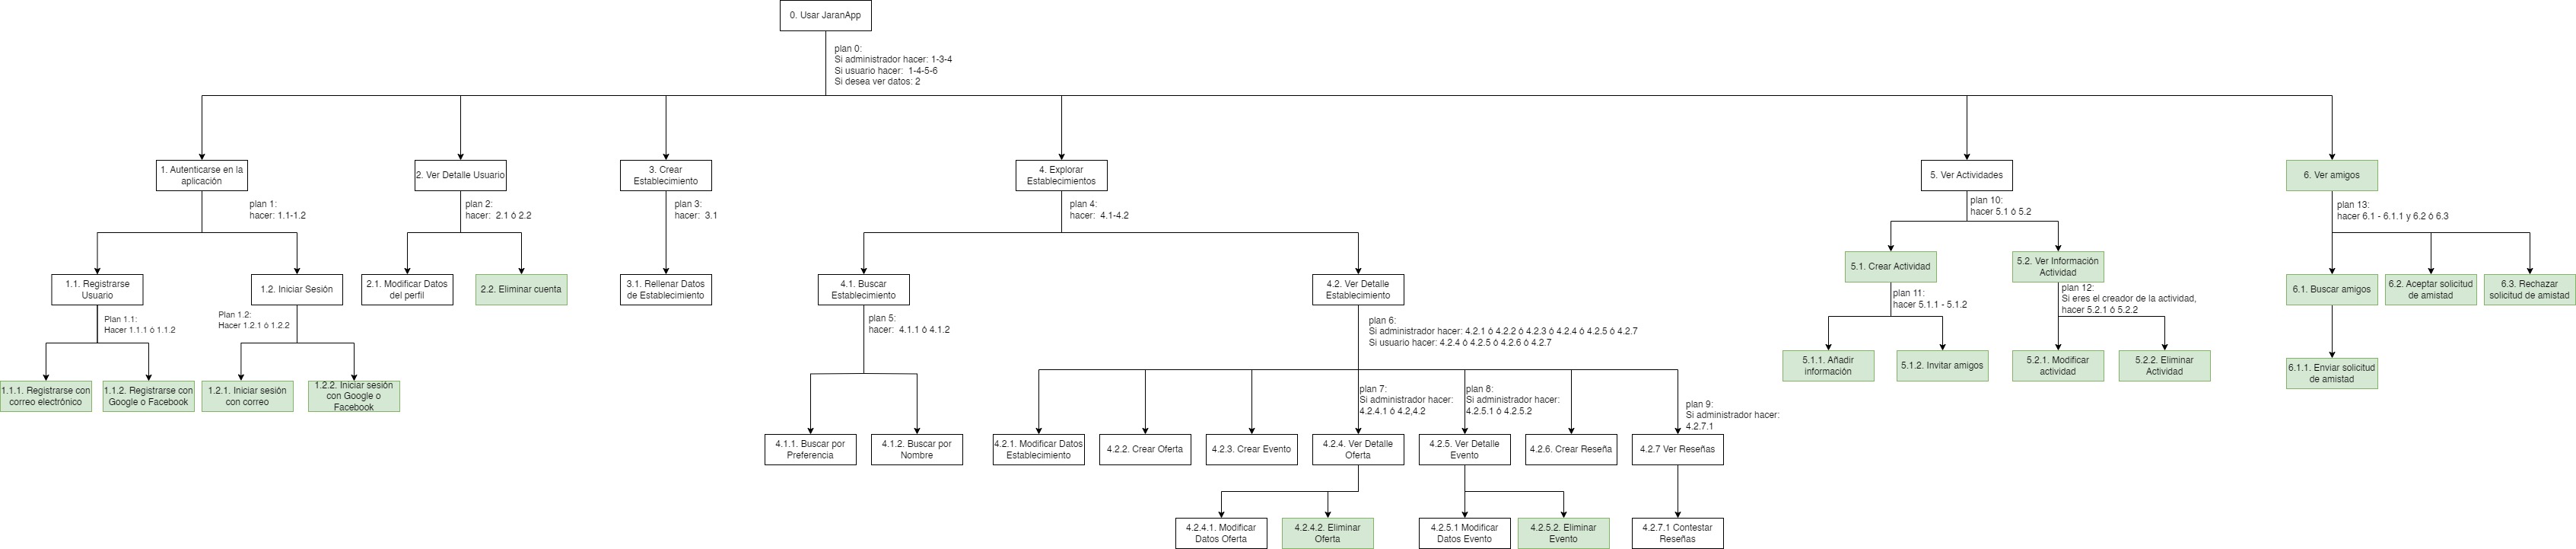 0. Usar JaranApp
plan 0:
Si administrador hacer: 1-3-4
Si usuario hacer:  1-4-5-6
Si desea ver datos: 2
1. Autenticarse en la
aplicación
2. Ver Detalle Usuario
3. Crear
Establecimiento
4. Explorar
Establecimientos
5. Ver Actividades
6. Ver amigos
plan 1:
hacer: 1.1-1.2
plan 2:
hacer:  2.1 ó 2.2
plan 3:
hacer:  3.1
plan 4:
hacer:  4.1-4.2
plan 10:
hacer 5.1 ó 5.2
plan 13:
hacer 6.1 - 6.1.1 y 6.2 ó 6.3
1.1. Registrarse
Usuario
1.2. Iniciar Sesión
2.1. Modificar Datos
del perfil
2.2. Eliminar cuenta
3.1. Rellenar Datos
de Establecimiento
4.1. Buscar
Establecimiento
4.2. Ver Detalle
Establecimiento
5.1. Crear Actividad
5.2. Ver Información
Actividad
6.1. Buscar amigos
6.2. Aceptar solicitud
de amistad
6.3. Rechazar
solicitud de amistad
Plan 1.1:
Hacer 1.1.1 ó 1.1.2
Plan 1.2:
Hacer 1.2.1 ó 1.2.2
plan 5:
hacer:  4.1.1 ó 4.1.2
plan 6:
Si administrador hacer: 4.2.1 ó 4.2.2 ó 4.2.3 ó 4.2.4 ó 4.2.5 ó 4.2.7
Si usuario hacer: 4.2.4 ó 4.2.5 ó 4.2.6 ó 4.2.7
plan 11:
hacer 5.1.1 - 5.1.2
plan 12:
Si eres el creador de la actividad,
hacer 5.2.1 ó 5.2.2
1.1.1. Registrarse con
correo electrónico
1.1.2. Registrarse con
Google o Facebook
1.2.1. Iniciar sesión
con correo
1.2.2. Iniciar sesión
con Google o
Facebook
5.1.1. Añadir
información
5.1.2. Invitar amigos
5.2.1. Modificar
actividad
5.2.2. Eliminar
Actividad
6.1.1. Enviar solicitud
de amistad
plan 7:
Si administrador hacer:
4.2.4.1 ó 4.2,4.2
plan 8:
Si administrador hacer:
4.2.5.1 ó 4.2.5.2
plan 9:
Si administrador hacer:
4.2.7.1
4.1.1. Buscar por
Preferencia
4.1.2. Buscar por
Nombre
4.2.1. Modificar Datos
Establecimiento
4.2.2. Crear Oferta
4.2.3. Crear Evento
4.2.4. Ver Detalle
Oferta
4.2.5. Ver Detalle
Evento
4.2.6. Crear Reseña
4.2.7 Ver Reseñas
4.2.4.1. Modificar
Datos Oferta
4.2.4.2. Eliminar
Oferta
4.2.5.1 Modificar
Datos Evento
4.2.5.2. Eliminar
Evento
4.2.7.1 Contestar
Reseñas